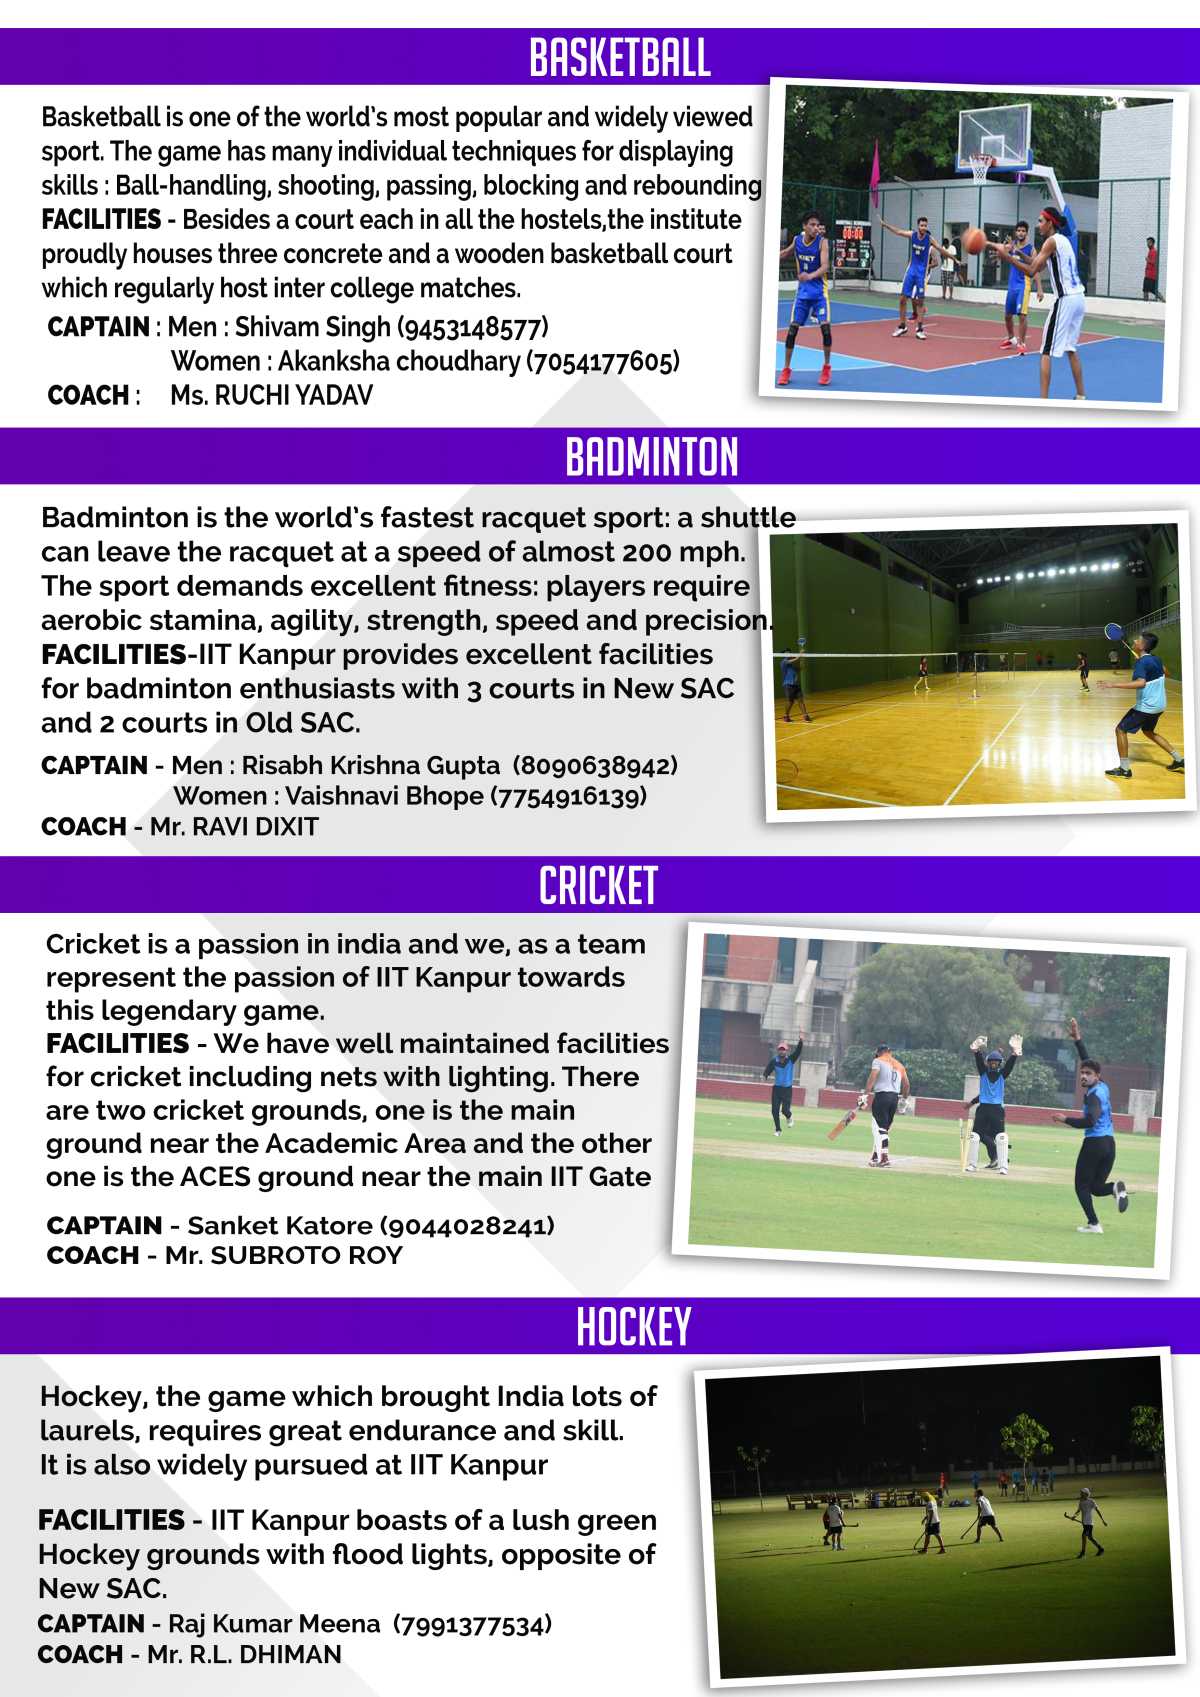 BASKETBALL
Basketball is one of the world's most popular and widely viewed
sport. The game has many individual techniques for displaying
skills : Ball-handling, shooting, passing, blocking and rebounding
FACILITIES - Besides a court each in all the hostels,the institute
proudly houses three concrete and a wooden basketball court
which regularly host inter college matches.
CAPTAIN : Men : Shivam Singh (9453148577)
Women : Akanksha choudhary (7054177605)
COACH : Ms. RUCHI YADAV
BADMINTON
Badminton is the world's fastest racquet sport: a shuttle
can leave the racquet at a speed of almost 200 mph.
The sport demands excellent fitness: players require
aerobic stamina, agility, strength, speed and precision.
FACILITIES-IIT Kanpur provides excellent facilities
for badminton enthusiasts with 3 courts in New SAC
and 2 courts in Old SAC.
CAPTAIN - Men : Risabh Krishna Gupta (8090638942)
Women : Vaishnavi Bhope (7754916139)
COACH - Mr. RAVI DIXIT
CRICKET
Cricket is a passion in india and we, as a team
represent the passion of IIT Kanpur towards
this legendary game.
FACILITIES - We have well maintained facilities
for cricket including nets with lighting. There
are two cricket grounds, one is the main
ground near the Academic Area and the other
one is the ACES ground near the main IIT Gate
CAPTAIN - Sanket Katore (9044028241)
COACH - Mr. SUBROTO ROY
HOCKEY
Hockey, the game which brought India lots of
laurels, requires great endurance and skill.
It is also widely pursued at IIT Kanpur
FACILITIES - IIT Kanpur boasts of a lush green
Hockey grounds with flood lights, opposite of
New SAC.
CAPTAIN - Raj Kumar Meena (7991377534)
COACH - Mr. R.L. DHIMAN